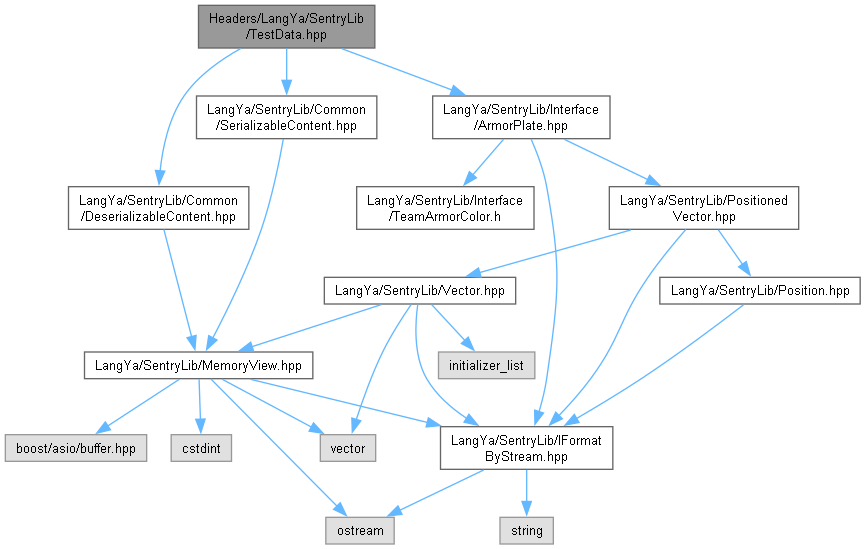 Headers/LangYa/SentryLib
/TestData.hpp
LangYa/SentryLib/Common
/SerializableContent.hpp
LangYa/SentryLib/Interface
/ArmorPlate.hpp
LangYa/SentryLib/Common
/DeserializableContent.hpp
LangYa/SentryLib/Interface
/TeamArmorColor.h
LangYa/SentryLib/Positioned
Vector.hpp
LangYa/SentryLib/Vector.hpp
LangYa/SentryLib/Position.hpp
LangYa/SentryLib/MemoryView.hpp
initializer_list
boost/asio/buffer.hpp
cstdint
vector
LangYa/SentryLib/IFormat
ByStream.hpp
ostream
string